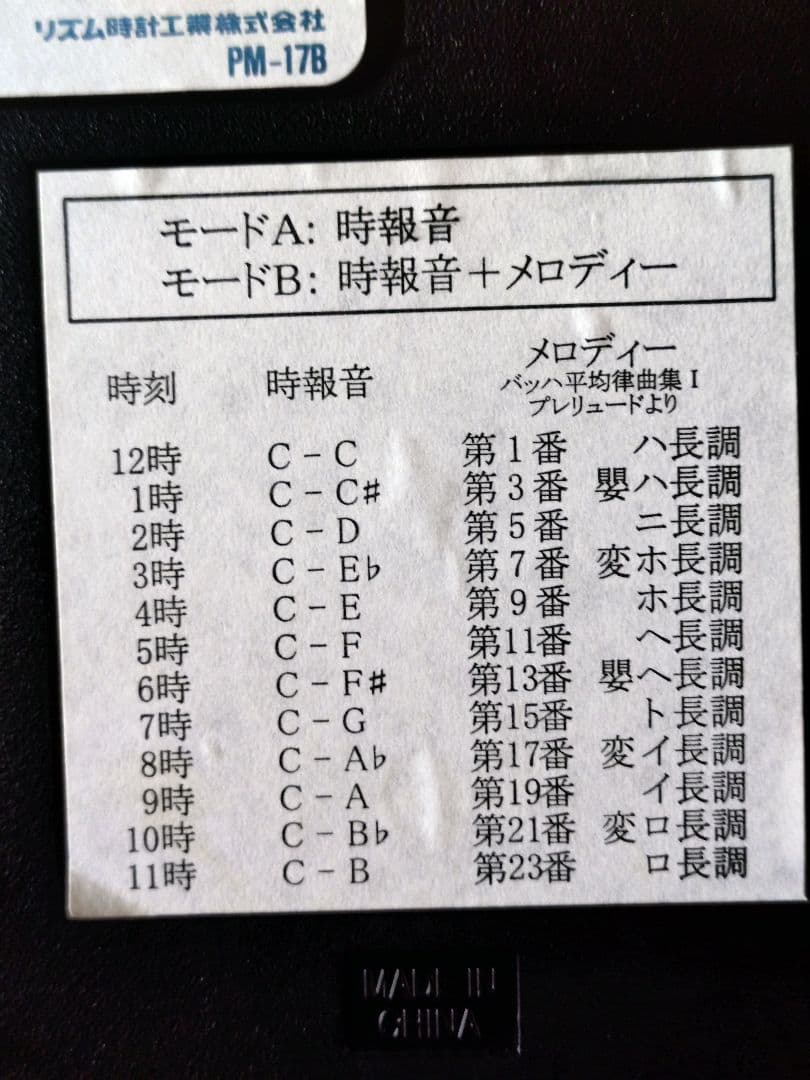 リズム時計工業株式会社
PM-17B
モードA: 時報音
モードB: 時報音+メロディー
時刻 時報音 メロディー
バッハ平均律曲集Ⅰ
プレリュードより
12時 C - C 第1番 ハ長調
1時 C - C♯ 第3番 嬰ハ長調
2時 C - D 第5番 ニ長調
3時 C - E♭ 第7番 変ホ長調
4時 C - E 第9番 ホ長調
5時 C - F 第11番 ヘ長調
6時 C - F♯ 第13番 嬰ヘ長調
7時 C - G 第15番 ト長調
8時 C - A♭ 第17番 変イ長調
9時 C - A 第19番 イ長調
10時 C - B♭ 第21番 変ロ長調
11時 C - B 第23番 ロ長調
MADE IN
CHINA